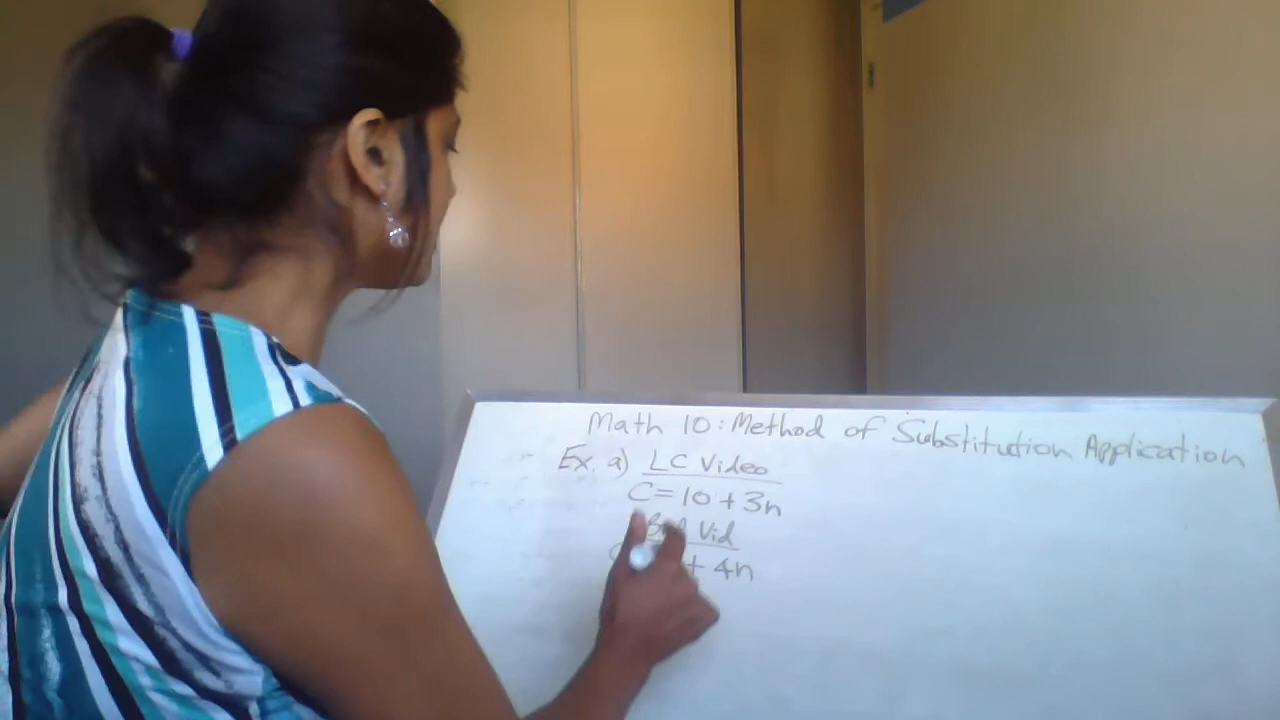 Math 10: Method of Substitution Application
Ex. a) LC Video
C = 10 + 3n
Vid
+ 4n